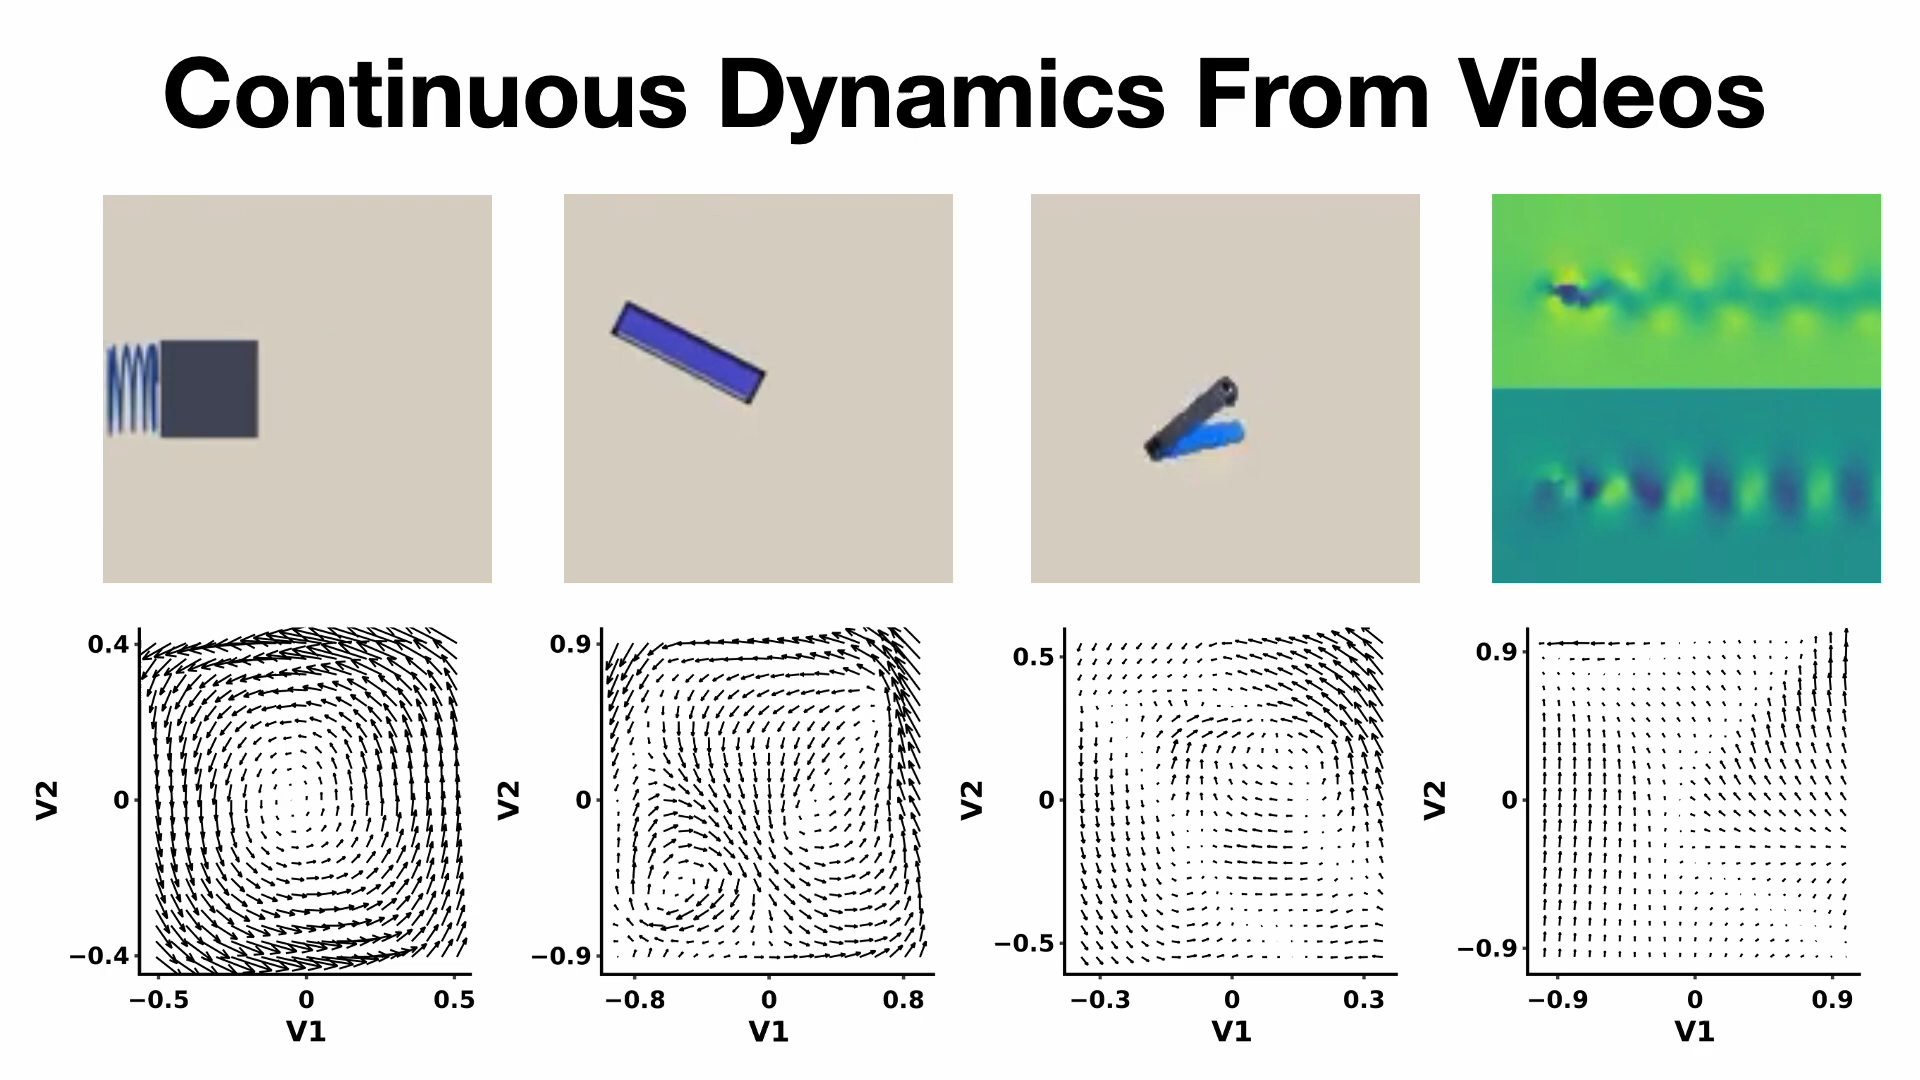 Continuous Dynamics From Videos
V2
0.4
0
−0.4
−0.5 0 0.5
V1
V2
0.9
0
−0.9
−0.8 0 0.8
V1
V2
0.5
0
−0.5
−0.3 0 0.3
V1
V2
0.9
0
−0.9
−0.9 0 0.9
V1